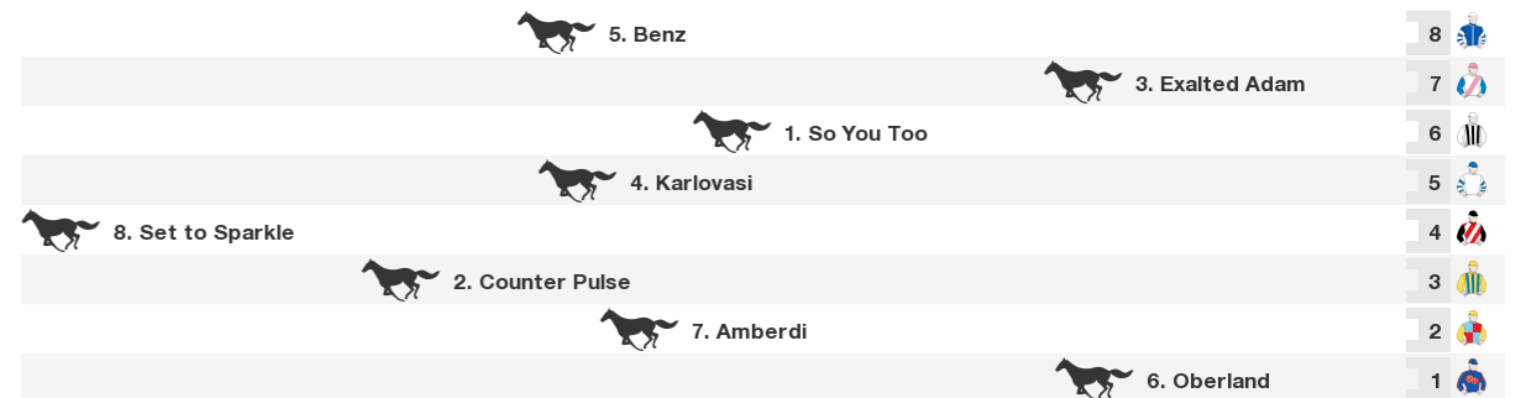 5. Benz 8
3. Exalted Adam 7
1. So You Too 6
4. Karlovasi 5
8. Set to Sparkle 4
2. Counter Pulse 3
7. Amberdi 2
6. Oberland 1